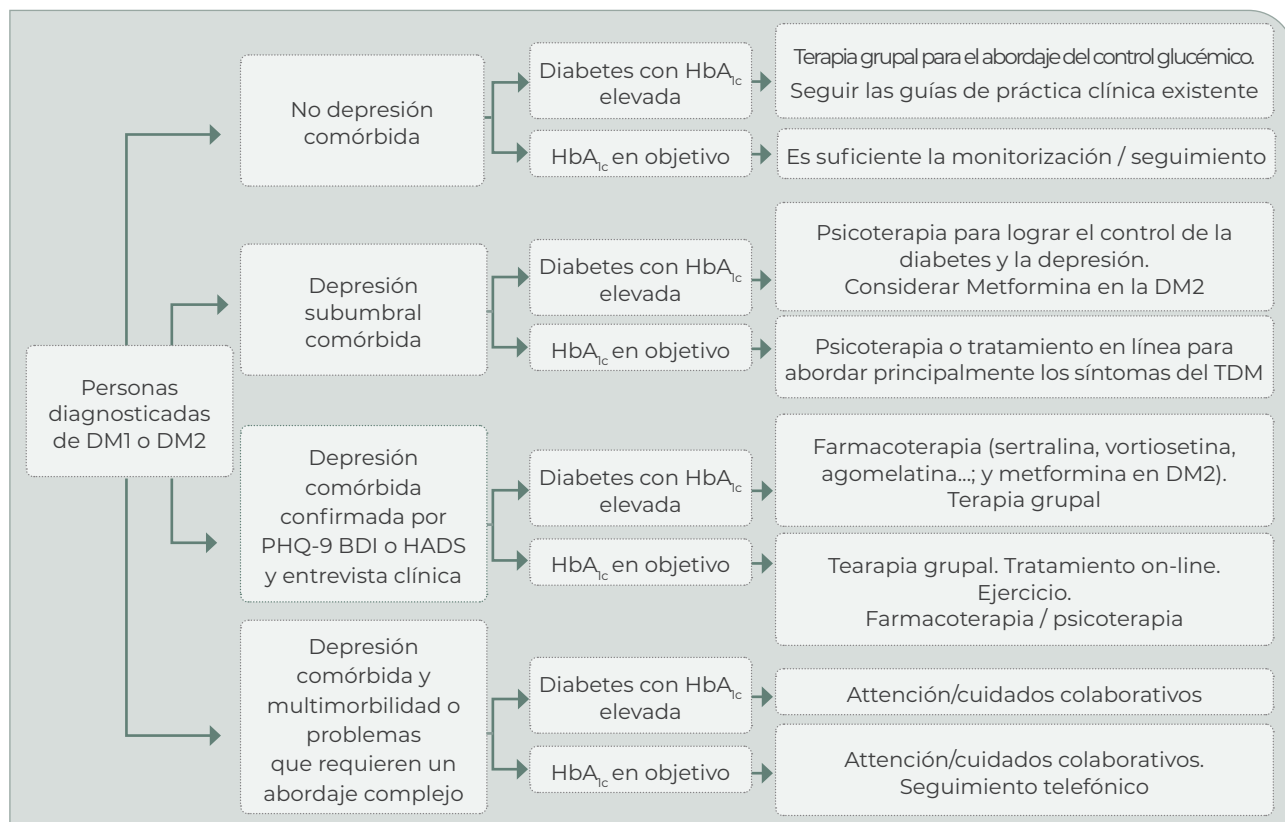 Personas
diagnosticadas
de DM1 o DM2
No depresión
comórbida
Diabetes con HbA1c
elevada
Terapia grupal para el abordaje del control glucémico.
Seguir las guías de práctica clínica existente
HbA1c en objetivo
Es suficiente la monitorización / seguimiento
Depresión
subumbral
comórbida
Diabetes con HbA1c
elevada
Psicoterapia para lograr el control de la
diabetes y la depresión.
Considerar Metformina en la DM2
HbA1c en objetivo
Psicoterapia o tratamiento en línea para
abordar principalmente los síntomas del TDM
Depresión
comórbida
confirmada por
PHQ-9 BDI o HADS
y entrevista clínica
Diabetes con HbA1c
elevada
Farmacoterapia (sertralina, vortiosetina,
agomelatina...; y metformina en DM2).
Terapia grupal
HbA1c en objetivo
Tearapia grupal. Tratamiento on-line.
Ejercicio.
Farmacoterapia / psicoterapia
Depresión
comórbida y
multimorbilidad o
problemas
que requieren un
abordaje complejo
Diabetes con HbA1c
elevada
Attención/cuidados colaborativos
HbA1c en objetivo
Attención/cuidados colaborativos.
Seguimiento telefónico